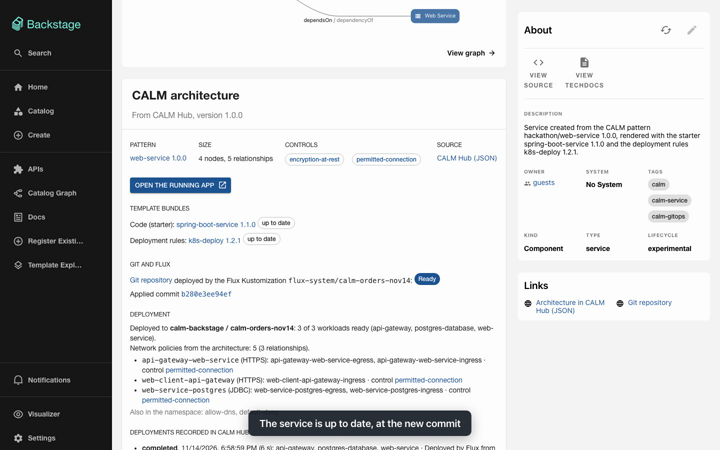 Backstage
Search
Home
Catalog
Create
APIs
Catalog Graph
Docs
Register Existi...
Template Expl...
Notifications
Visualizer
Settings
dependsOn / dependencyOf
Web Service
View graph
CALM architecture
From CALM Hub, version 1.0.0
PATTERN SIZE CONTROLS SOURCE
web-service 1.0.0 4 nodes, 5 relationships encryption-at-rest permitted-connection CALM Hub (JSON)
OPEN THE RUNNING APP
TEMPLATE BUNDLES
Code (starter): spring-boot-service 1.1.0 up to date
Deployment rules: k8s-deploy 1.2.1 up to date
GIT AND FLUX
Git repository deployed by the Flux Kustomization flux-system/calm-orders-nov14: Ready
Applied commit b280e3ee94ef
DEPLOYMENT
Deployed to calm-backstage / calm-orders-nov14: 3 of 3 workloads ready (api-gateway, postgres-database, web-
service).
Network policies from the architecture: 5 (3 relationships).
• api-gateway-web-service (HTTPS): api-gateway-web-service-egress, api-gateway-web-service-ingress ·
control permitted-connection
• web-client-api-gateway (HTTPS): web-client-api-gateway-ingress · control permitted-connection
• web-service-postgres (JDBC): web-service-postgres-egress, web-service-postgres-ingress · control
permitted-connection
Also in the namespace: allow-dns,
DEPLOYMENTS RECORDED IN CALM HUB
• completed, 11/14/2026, 6:58:59 PM (6 s): api-gateway, postgres-database, web-service · Deployed by Flux from
The service is up to date, at the new commit
About
VIEW SOURCE
VIEW TECHDOCS
DESCRIPTION
Service created from the CALM pattern
hackathon/web-service 1.0.0, rendered with the starter
spring-boot-service 1.1.0 and the deployment rules
k8s-deploy 1.2.1.
OWNER SYSTEM TAGS
guests No System calm
calm-service
calm-gitops
KIND TYPE LIFECYCLE
Component service experimental
Links
Architecture in CALM Hub (JSON)
Git repository